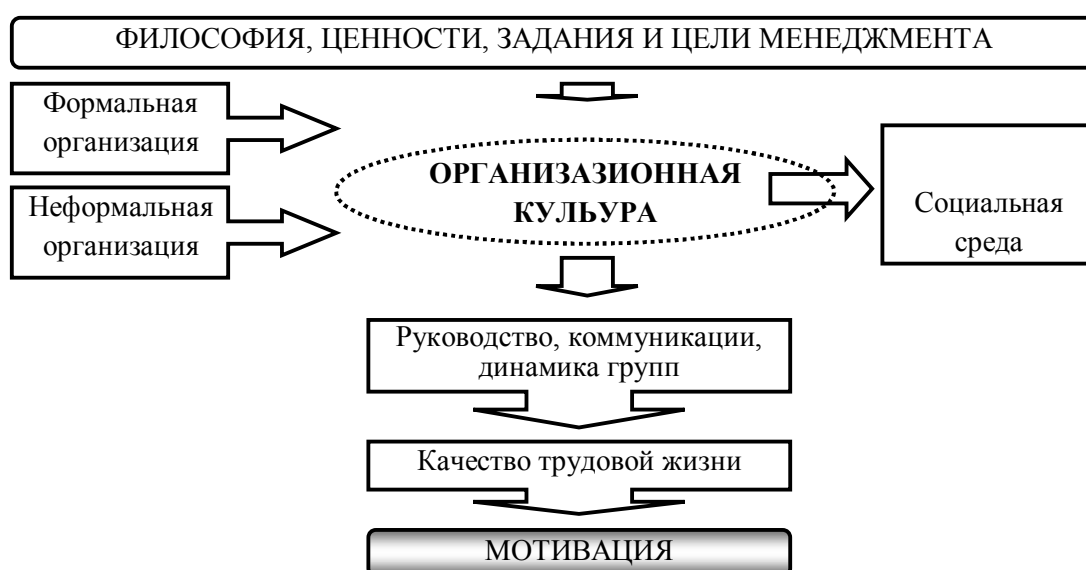 ФИЛОСОФИЯ, ЦЕННОСТИ, ЗАДАНИЯ И ЦЕЛИ МЕНЕДЖМЕНТА
Формальная
организация
Неформальная
организация
ОРГАНИЗАЗИОННАЯ
КУЛЬУРА
Социальная
среда
Руководство, коммуникации,
динамика групп
Качество трудовой жизни
МОТИВАЦИЯ